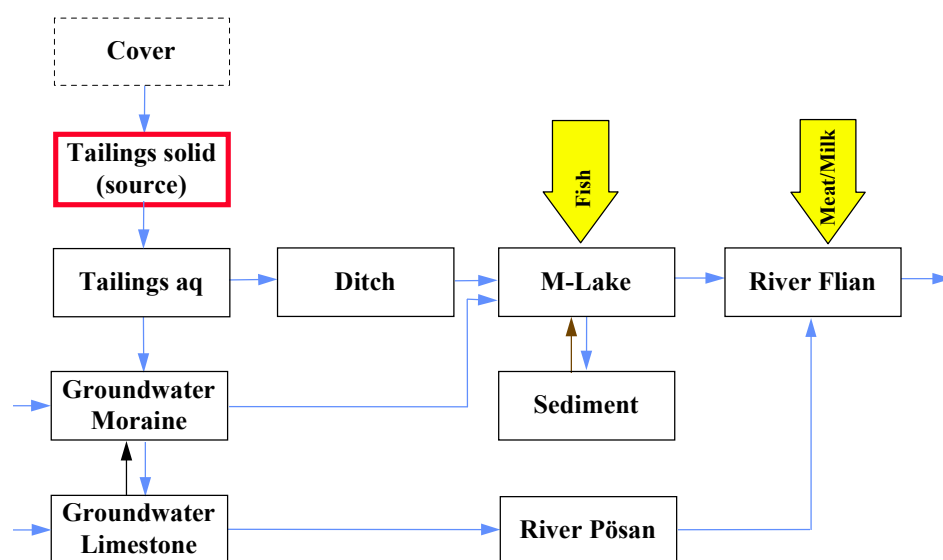 Cover
Tailings solid
(source)
Fish
Meat/Milk
Tailings aq
Ditch
M-Lake
River Flian
Groundwater
Moraine
Sediment
Groundwater
Limestone
River Pösan